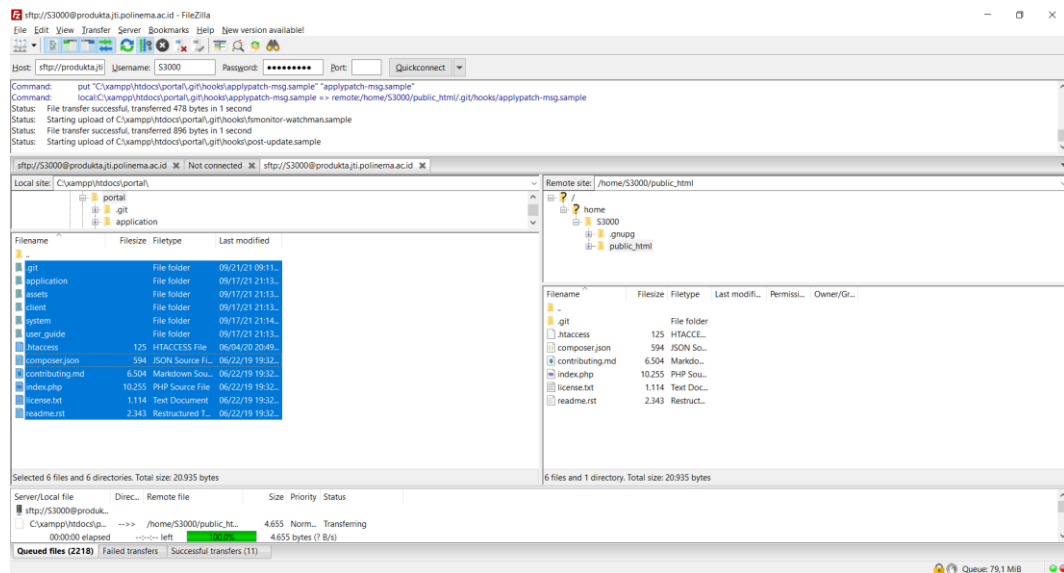 sftp://S3000@produkta.jti.polinema.ac.id - FileZilla
File Edit View Transfer Server Bookmarks Help New version available!
Host: sftp://produkta.jti Username: S3000 Password: ●●●●●●●●● Port: Quickconnect
Command: put "C:\xampp\htdocs\portal\.git\hooks\applypatch-msg.sample" "applypatch-msg.sample"
Command: local:C:\xampp\htdocs\portal\.git\hooks\applypatch-msg.sample => remote:/home/S3000/public_html/.git/hooks/applypatch-msg.sample
Status: File transfer successful, transferred 478 bytes in 1 second
Status: Starting upload of C:\xampp\htdocs\portal\.git\hooks\fsmonitor-watchman.sample
Status: File transfer successful, transferred 896 bytes in 1 second
Status: Starting upload of C:\xampp\htdocs\portal\.git\hooks\post-update.sample
sftp://S3000@produkta.jti.polinema.ac.id Not connected sftp://S3000@produkta.jti.polinema.ac.id
Local site: C:\xampp\htdocs\portal\
portal
.git
application
Filename Filesize Filetype Last modified
..
.git File folder 09/21/21 09:11...
application File folder 09/17/21 21:13...
assets File folder 09/17/21 21:13...
client File folder 09/17/21 21:13...
system File folder 09/17/21 21:14...
user_guide File folder 09/17/21 21:13...
.htaccess 125 HTACCESS File 06/04/20 20:49...
composer.json 594 JSON Source Fi... 06/22/19 19:32...
contributing.md 6.504 Markdown Sou... 06/22/19 19:32...
index.php 10.255 PHP Source File 06/22/19 19:32...
license.txt 1.114 Text Document 06/22/19 19:32...
readme.rst 2.343 Restructured T... 06/22/19 19:32...
Selected 6 files and 6 directories. Total size: 20.935 bytes
Remote site: /home/S3000/public_html
/
home
S3000
.gnupg
public_html
Filename Filesize Filetype Last modifi... Permissi... Owner/Gr...
..
.git File folder
.htaccess 125 HTACCE...
composer.json 594 JSON So...
contributing.md 6.504 Markdo...
index.php 10.255 PHP Sou...
license.txt 1.114 Text Doc...
readme.rst 2.343 Restruct...
6 files and 1 directory. Total size: 20.935 bytes
Server/Local file Direc... Remote file Size Priority Status
sftp://S3000@produk...
C:\xampp\htdocs\p... -->> /home/S3000/public_ht... 4.655 Norm... Transferring
00:00:00 elapsed --:--:-- left 100.0% 4.655 bytes (? B/s)
Queued files (2218) Failed transfers Successful transfers (11)
Queue: 79,1 MiB